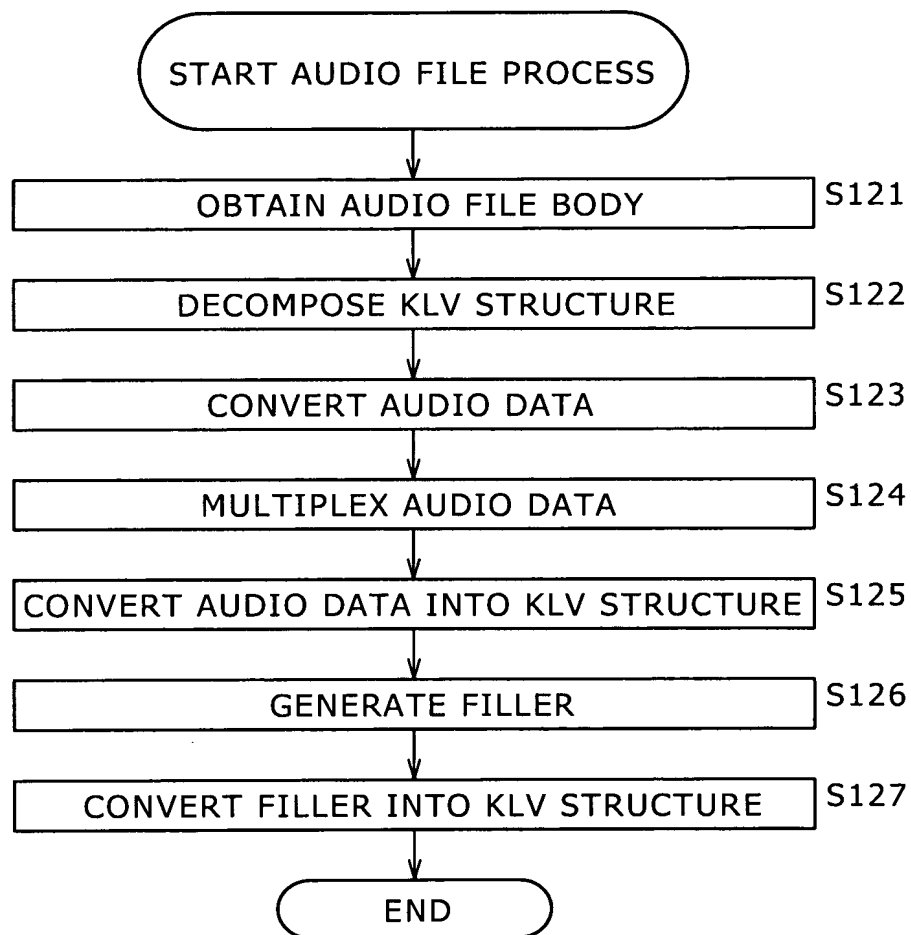 START AUDIO FILE PROCESS
OBTAIN AUDIO FILE BODY S121
DECOMPOSE KLV STRUCTURE S122
CONVERT AUDIO DATA S123
MULTIPLEX AUDIO DATA S124
CONVERT AUDIO DATA INTO KLV STRUCTURE S125
GENERATE FILLER S126
CONVERT FILLER INTO KLV STRUCTURE S127
END